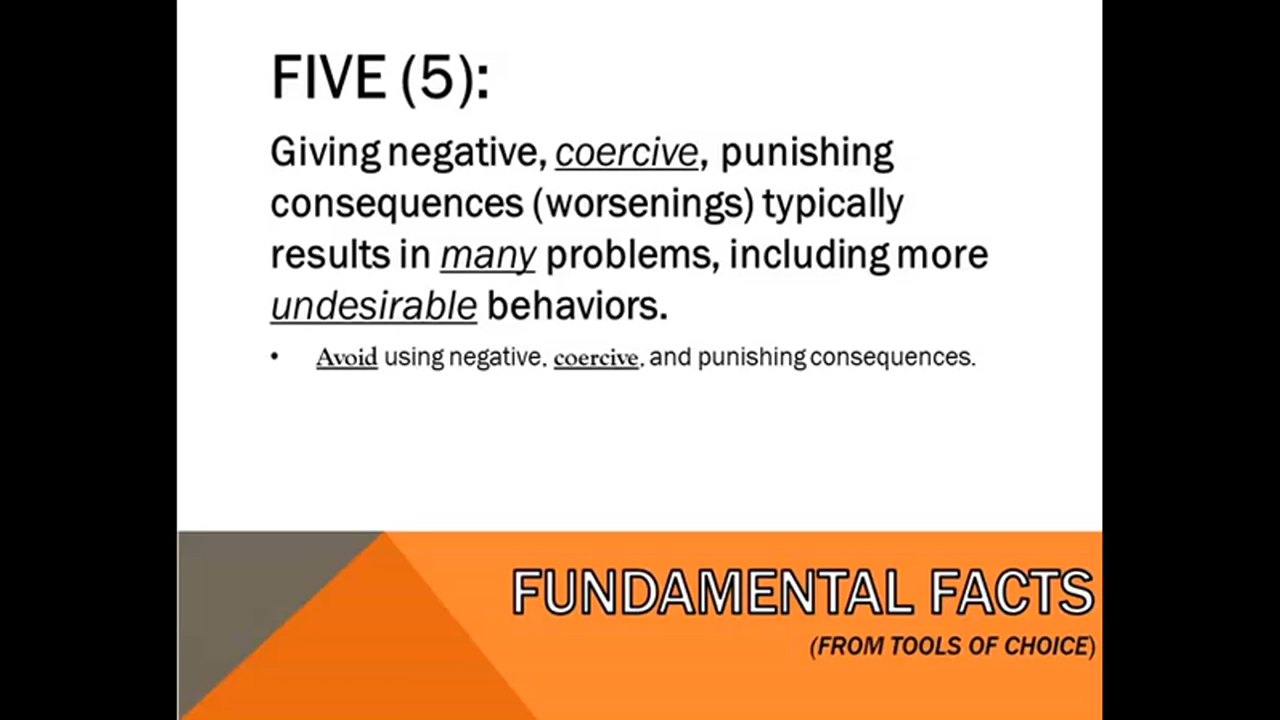 FIVE (5):
Giving negative, coercive, punishing
consequences (worsenings) typically
results in many problems, including more
undesirable behaviors.
• Avoid using negative, coercive, and punishing consequences.
FUNDAMENTAL FACTS
(FROM TOOLS OF CHOICE)